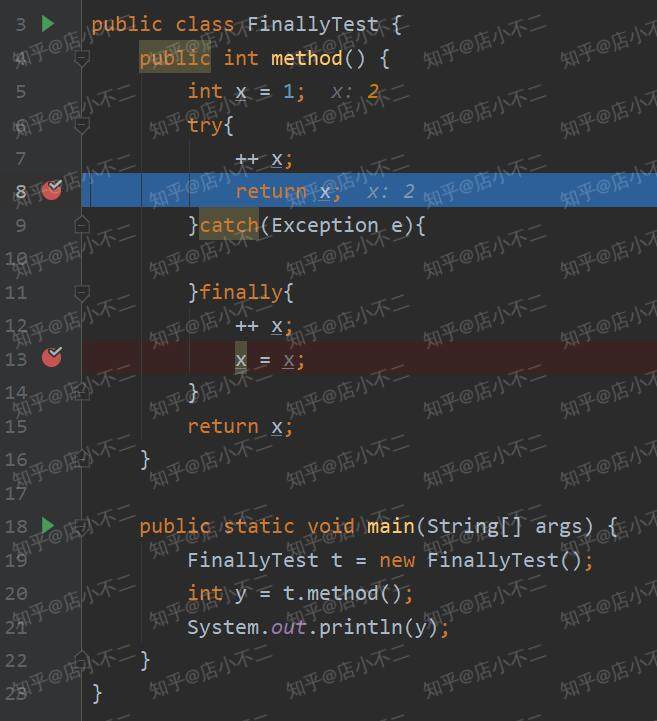 3 public class FinallyTest {
4 public int method() {
5 int x = 1; x: 2
6 try{
7 ++ x;
8 return x; x: 2
9 }catch(Exception e){
10
11 }finally{
12 ++ x;
13 x = x;
14 }
15 return x;
16 }
17
18 public static void main(String[] args) {
19 FinallyTest t = new FinallyTest();
20 int y = t.method();
21 System.out.println(y);
22 }
23 }
知乎@店小不二